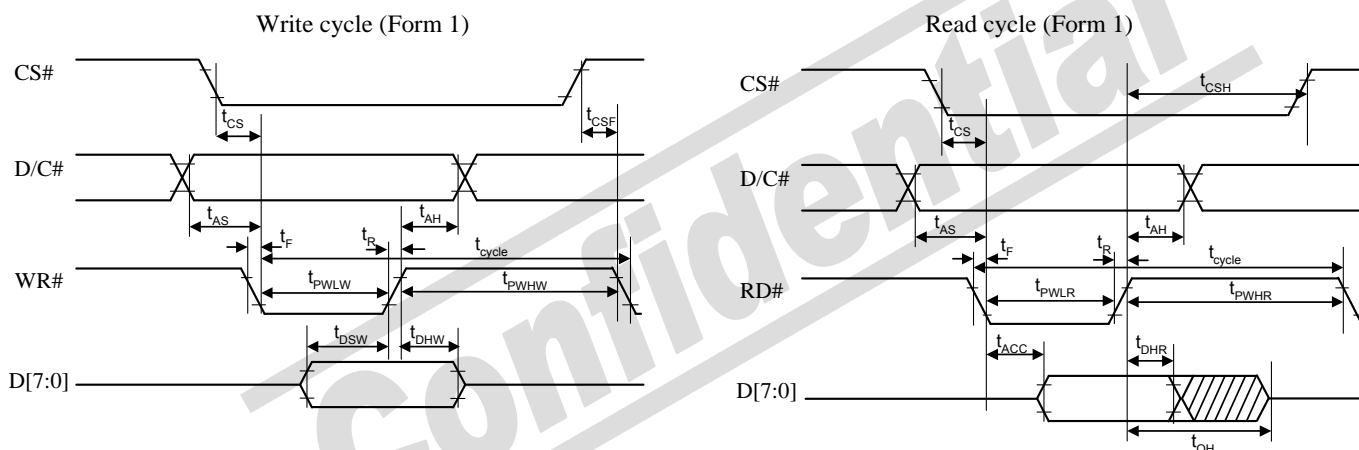 Write cycle (Form 1)
CS#
tCS
tCSF
D/C#
tAS
tAH
tF
tR
tcycle
WR#
tPWLW
tPWHW
tDSW
tDHW
D[7:0]
Read cycle (Form 1)
CS#
tCSH
tCS
D/C#
tAS
tAH
tF
tR
tcycle
RD#
tPWLR
tPWHR
tACC
tDHR
D[7:0]
tOH
Confidential